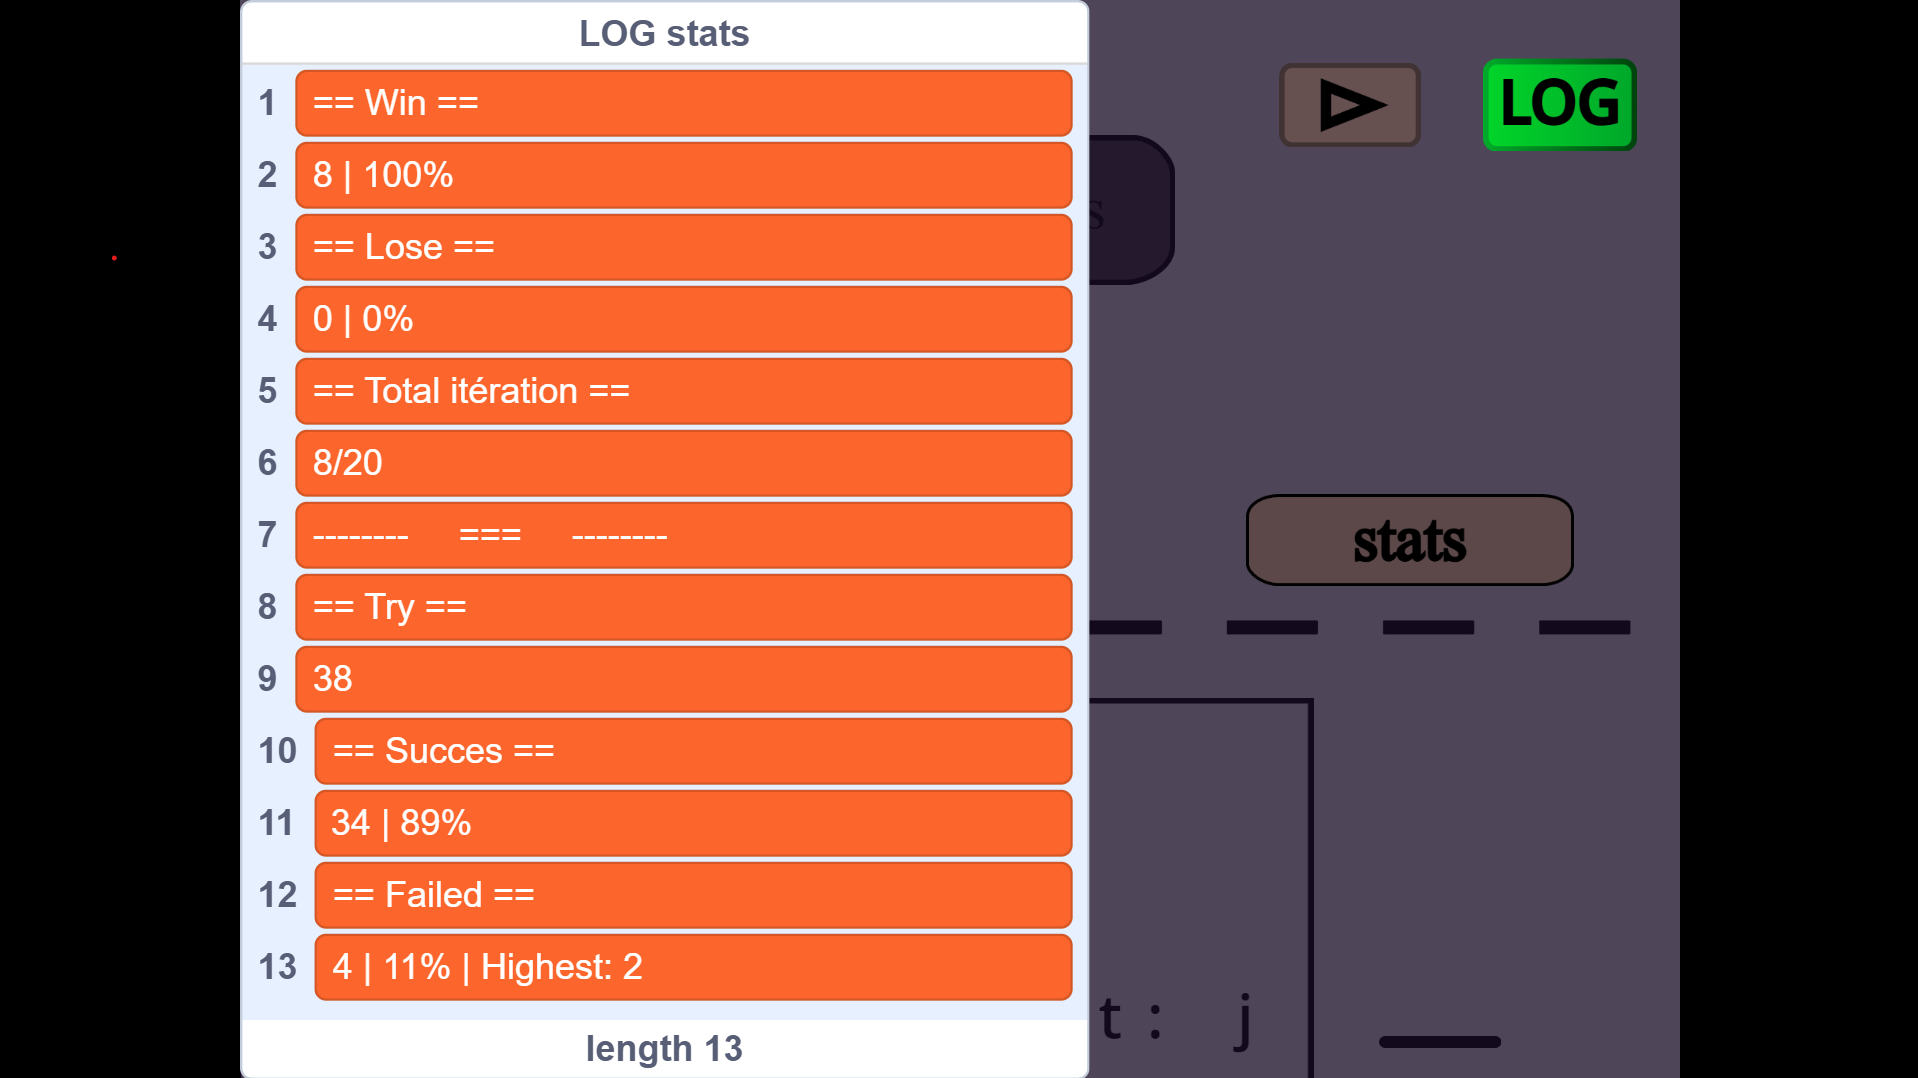 LOG stats
1 == Win ==
2 8 | 100%
3 == Lose ==
4 0 | 0%
5 == Total itération ==
6 8/20
7 -------- === --------
8 == Try ==
9 38
10 == Succes ==
11 34 | 89%
12 == Failed ==
13 4 | 11% | Highest: 2
length 13
LOG
s
stats
t : j